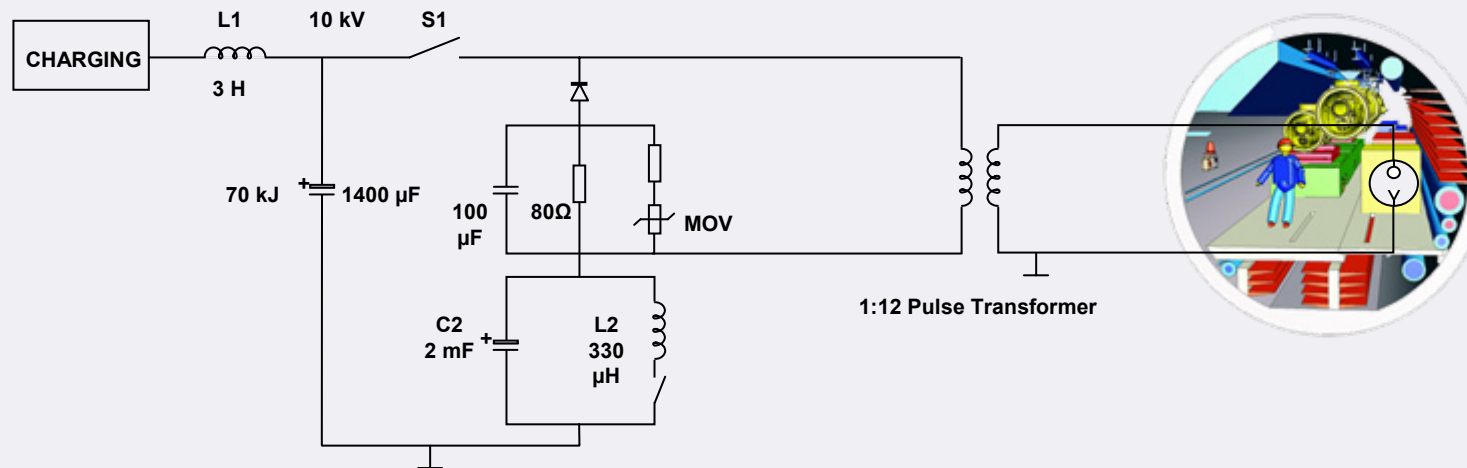 L1
10 kV
S1
CHARGING
3 H
70 kJ
+
1400 µF
100
µF
80Ω
MOV
1:12 Pulse Transformer
C2
2 mF
+
L2
330
µH